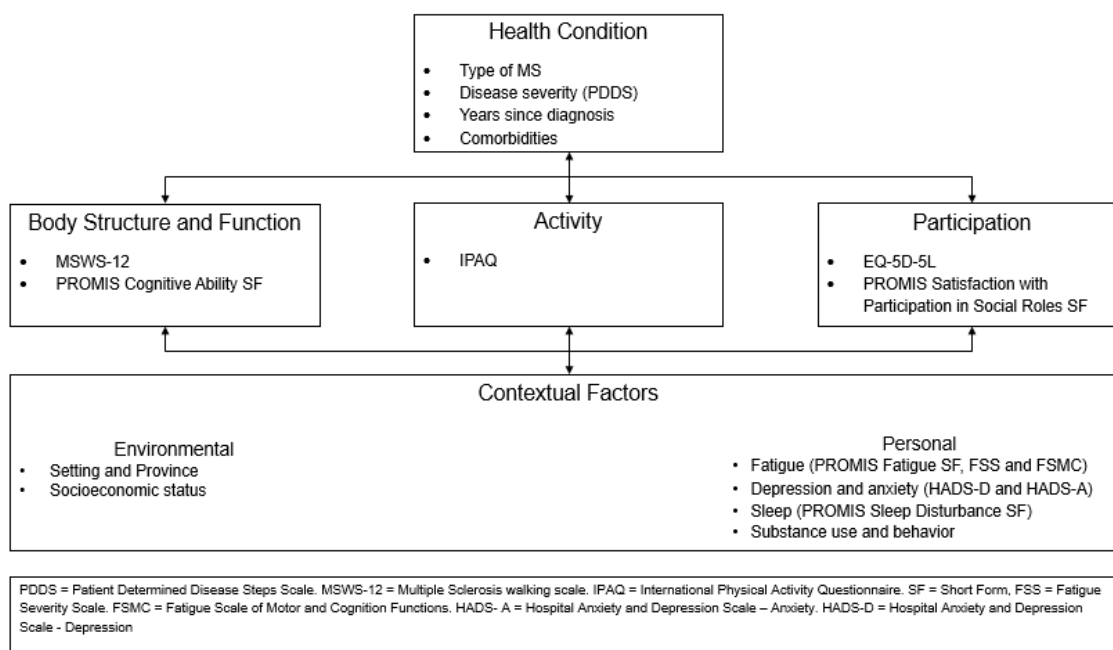 Health Condition
• Type of MS
• Disease severity (PDDS)
• Years since diagnosis
• Comorbidities
Body Structure and Function
• MSWS-12
• PROMIS Cognitive Ability SF
Activity
• IPAQ
Participation
• EQ-5D-5L
• PROMIS Satisfaction with
Participation in Social Roles SF
Contextual Factors
Environmental
• Setting and Province
• Socioeconomic status
Personal
• Fatigue (PROMIS Fatigue SF, FSS and FSMC)
• Depression and anxiety (HADS-D and HADS-A)
• Sleep (PROMIS Sleep Disturbance SF)
• Substance use and behavior
PDDS = Patient Determined Disease Steps Scale. MSWS-12 = Multiple Sclerosis walking scale. IPAQ = International Physical Activity Questionnaire. SF = Short Form, FSS = Fatigue
Severity Scale. FSMC = Fatigue Scale of Motor and Cognition Functions. HADS- A = Hospital Anxiety and Depression Scale – Anxiety. HADS-D = Hospital Anxiety and Depression
Scale - Depression